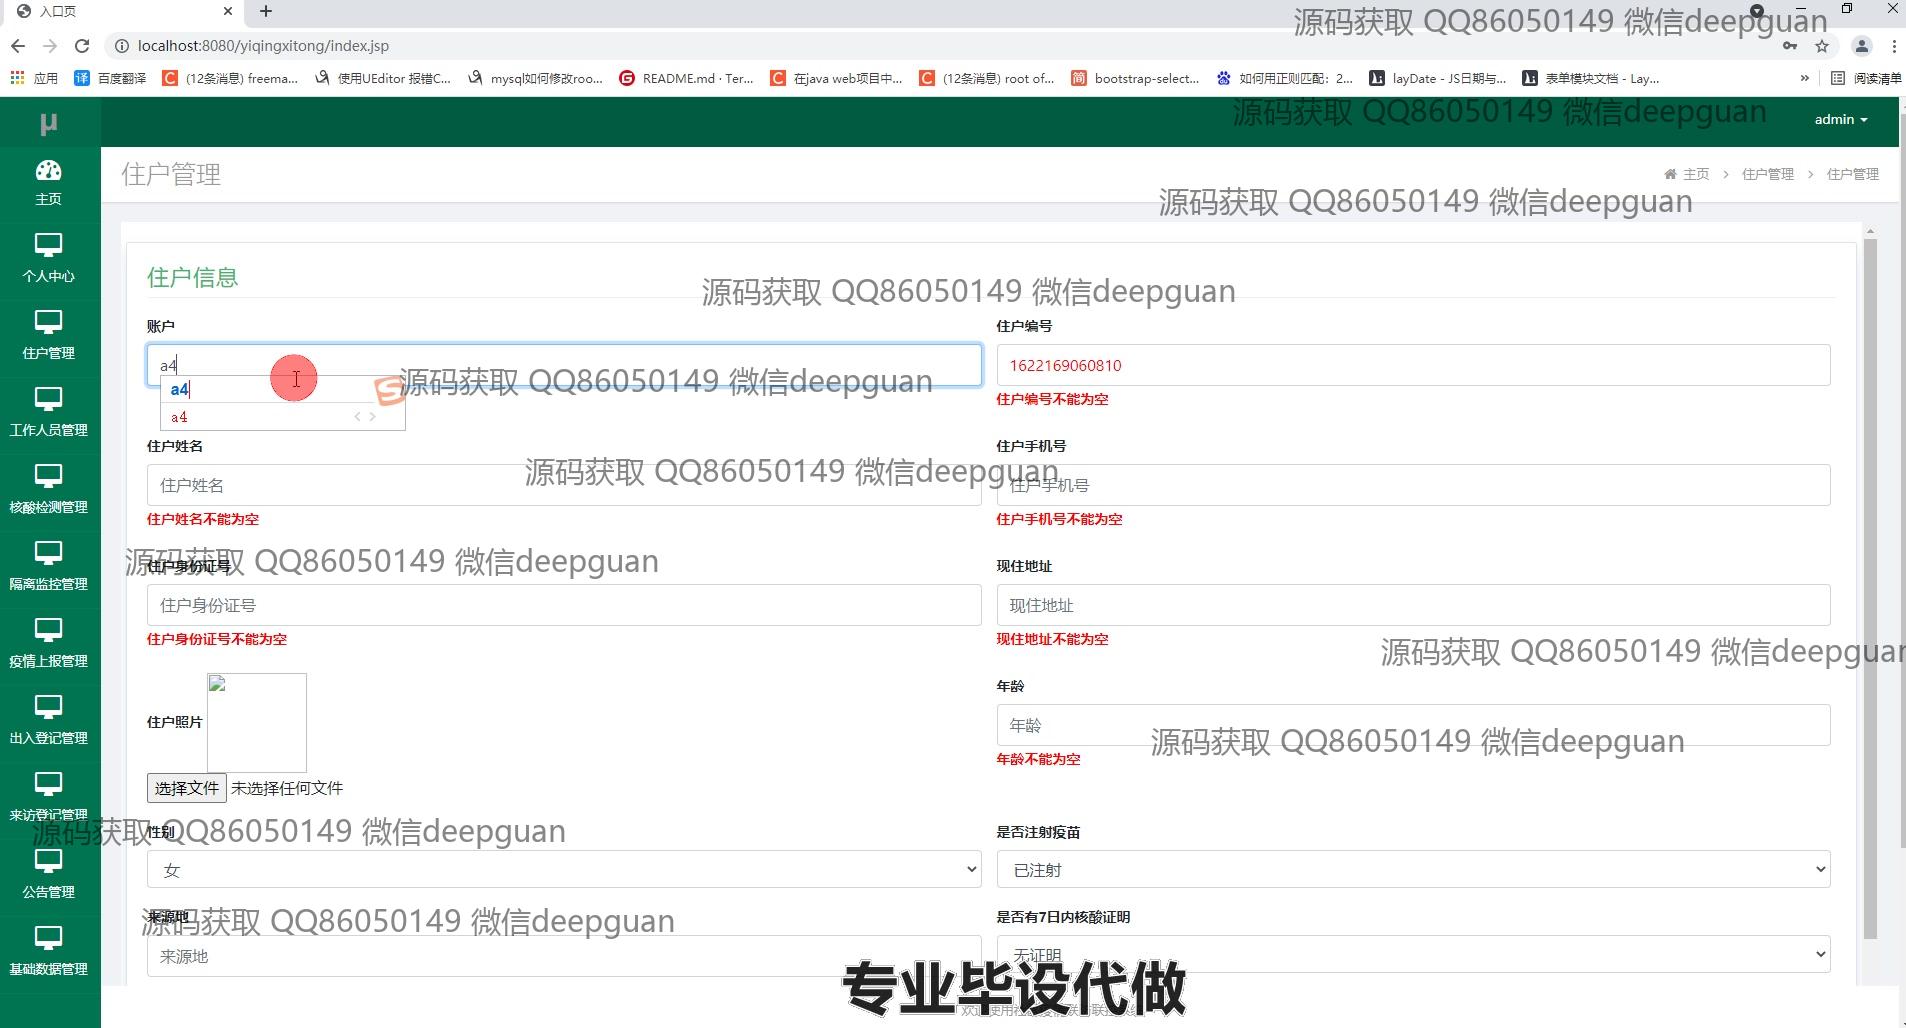 入口页
源码获取 QQ86050149 微信deepguan
localhost:8080/yiqingxitong/index.jsp
应用 百度翻译 (12条消息) freema... 使用UEditor 报错C... mysql如何修改roo... README.md · Ter... 在java web项目中... (12条消息) root of... bootstrap-select... 如何用正则匹配：2... layDate - JS日期与... 表单模块文档 - Lay... » 阅读清单
μ
源码获取 QQ86050149 微信deepguan
admin
主页
个人中心
住户管理
工作人员管理
核酸检测管理
隔离监控管理
疫情上报管理
出入登记管理
来访登记管理
公告管理
基础数据管理
住户管理
主页 > 住户管理 > 住户管理
源码获取 QQ86050149 微信deepguan
住户信息
源码获取 QQ86050149 微信deepguan
账户
住户编号
a4
1622169060810
a4
a4
源码获取 QQ86050149 微信deepguan
住户编号不能为空
住户姓名
住户手机号
源码获取 QQ86050149 微信deepguan
住户姓名
住户手机号
住户姓名不能为空
住户手机号不能为空
源码获取 QQ86050149 微信deepguan
住户身份证号
现住地址
住户身份证号
现住地址
住户身份证号不能为空
现住地址不能为空
源码获取 QQ86050149 微信deepguan
住户照片
年龄
年龄
源码获取 QQ86050149 微信deepguan
年龄不能为空
选择文件 未选择任何文件
源码获取 QQ86050149 微信deepguan
性别
是否注射疫苗
女
已注射
源码获取 QQ86050149 微信deepguan
来源地
是否有7日内核酸证明
来源地
无证明
专业毕设代做